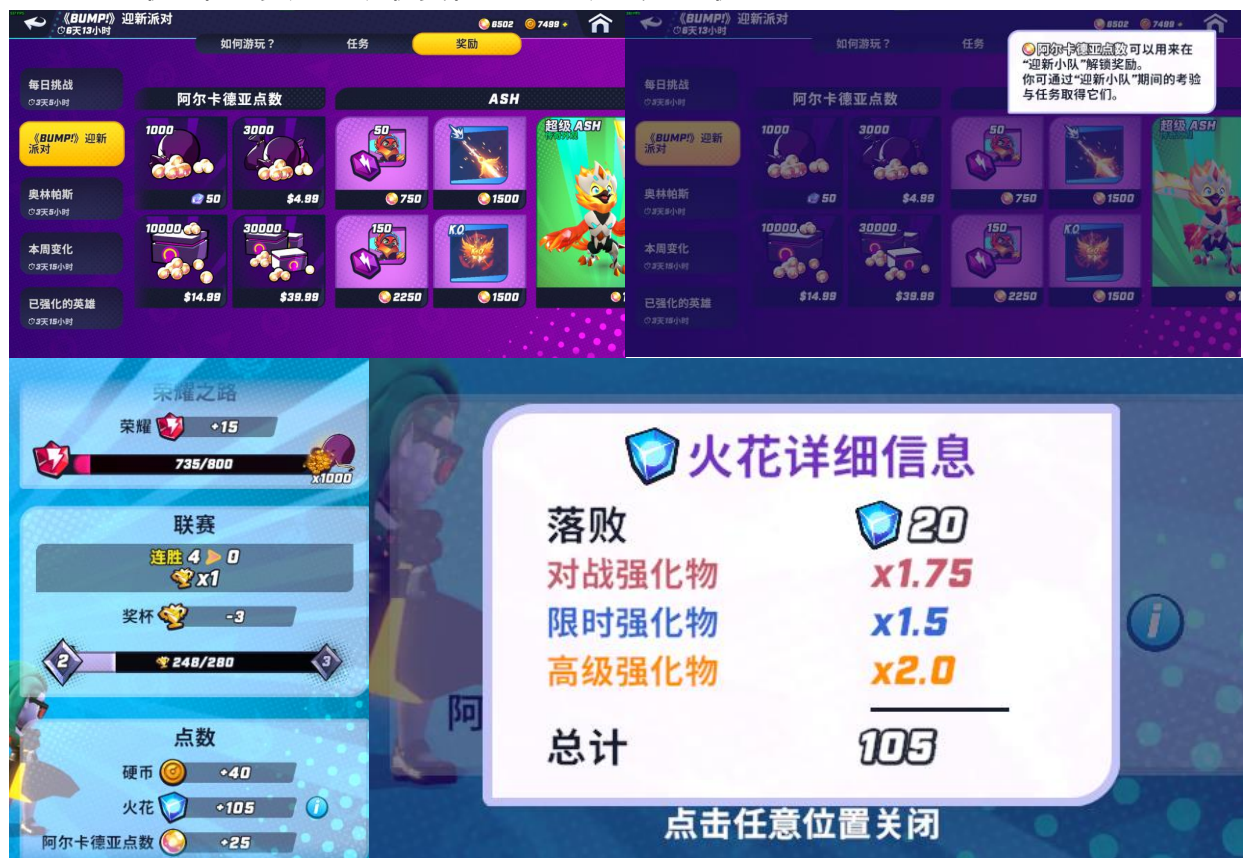 《BUMP!》迎新派对
6天13小时
6502
7499 +
如何游玩？
任务
奖励
每日挑战
3天5小时
《BUMP!》迎新
派对
奥林帕斯
3天5小时
本周变化
3天15小时
已强化的英雄
3天15小时
阿尔卡德亚点数
ASH
1000
50
3000
$4.99
50
750
1500
超级 ASH
10000
$14.99
30000
$39.99
150
2250
K.O
1500
《BUMP!》迎新派对
6天13小时
6502
7499 +
如何游玩？
任务
阿尔卡德亚点数可以用来在
“迎新小队”解锁奖励。
你可通过“迎新小队”期间的考验
与任务取得它们。
每日挑战
3天5小时
《BUMP!》迎新
派对
奥林帕斯
3天5小时
本周变化
3天15小时
已强化的英雄
3天15小时
阿尔卡德亚点数
1000
50
3000
$4.99
50
750
1500
超级 ASH
10000
$14.99
30000
$39.99
150
2250
K.O
1500
荣耀之路
荣耀 +15
735/800
x1000
联赛
连胜 4 0
x1
奖杯 -3
2
248/280
3
点数
硬币 +40
火花 +105
i
阿尔卡德亚点数 +25
火花详细信息
落败 20
对战强化物 x1.75
限时强化物 x1.5
高级强化物 x2.0
总计 105
i
阿
点击任意位置关闭